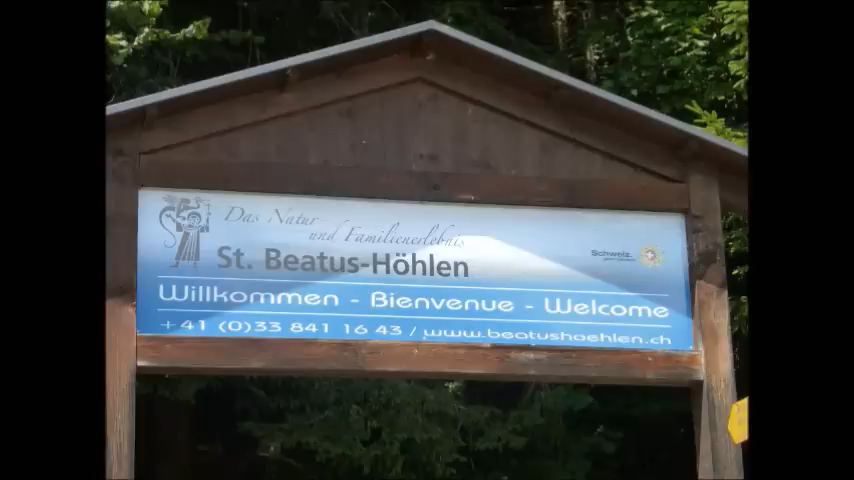 Das Natur-
und Familienerlebnis
St. Beatus-Höhlen
Schweiz.
Willkommen - Bienvenue - Welcome
+41 (0)33 841 16 43 / www.beatushoehlen.ch